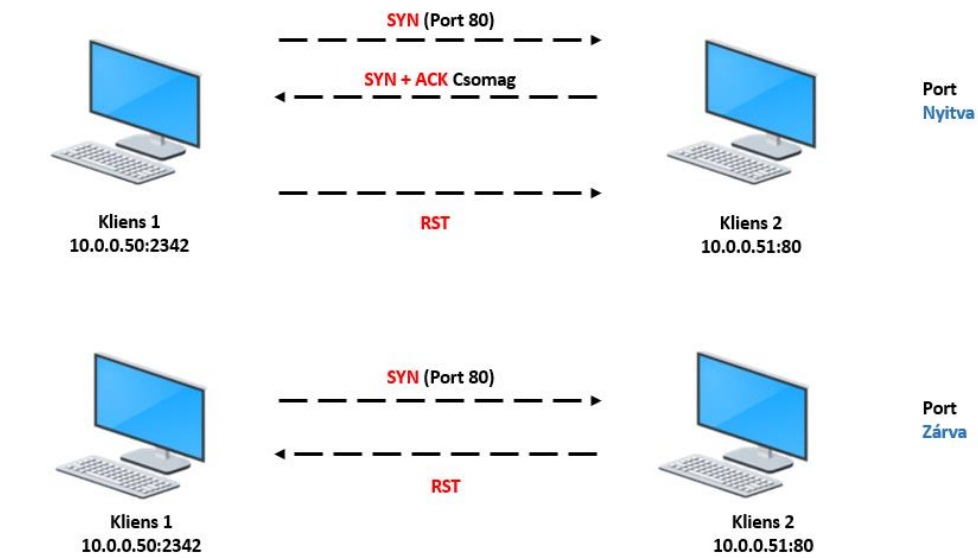 SYN (Port 80)
SYN + ACK Csomag
Port
Nyitva
RST
Kliens 1
10.0.0.50:2342
Kliens 2
10.0.0.51:80
SYN (Port 80)
Port
Zárva
RST
Kliens 1
10.0.0.50:2342
Kliens 2
10.0.0.51:80